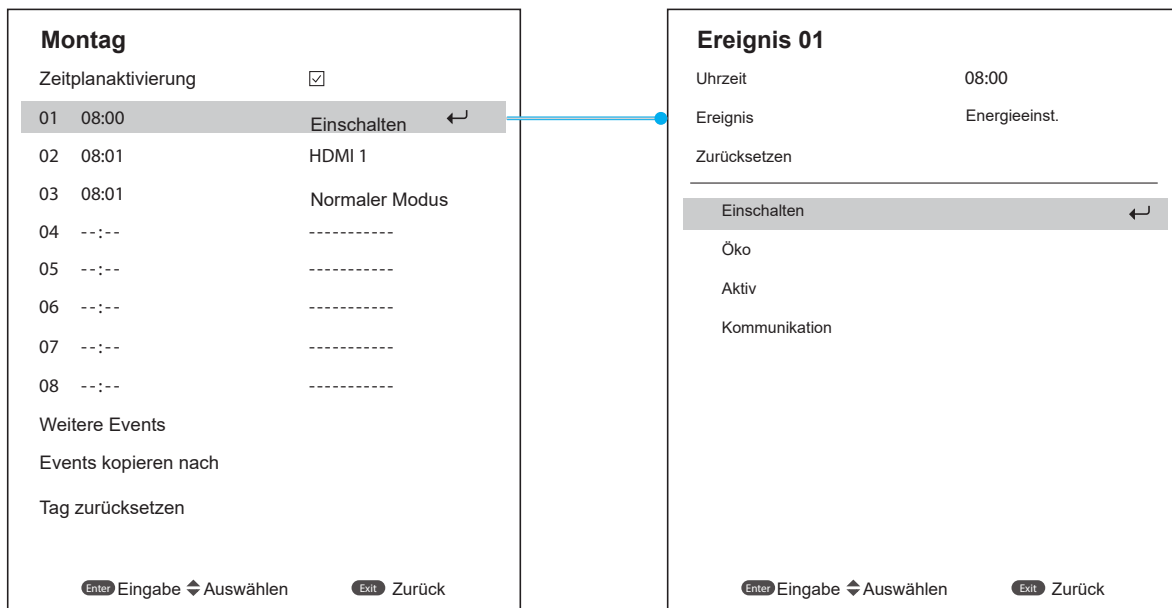 Montag
Zeitplanaktivierung
01 08:00 Einschalten
02 08:01 HDMI 1
03 08:01 Normaler Modus
04 --:-- -----------
05 --:-- -----------
06 --:-- -----------
07 --:-- -----------
08 --:-- -----------
Weitere Events
Events kopieren nach
Tag zurücksetzen
Enter Eingabe Auswählen Exit Zurück
Ereignis 01
Uhrzeit 08:00
Ereignis Energieeinst.
Zurücksetzen
Einschalten
Öko
Aktiv
Kommunikation
Enter Eingabe Auswählen Exit Zurück